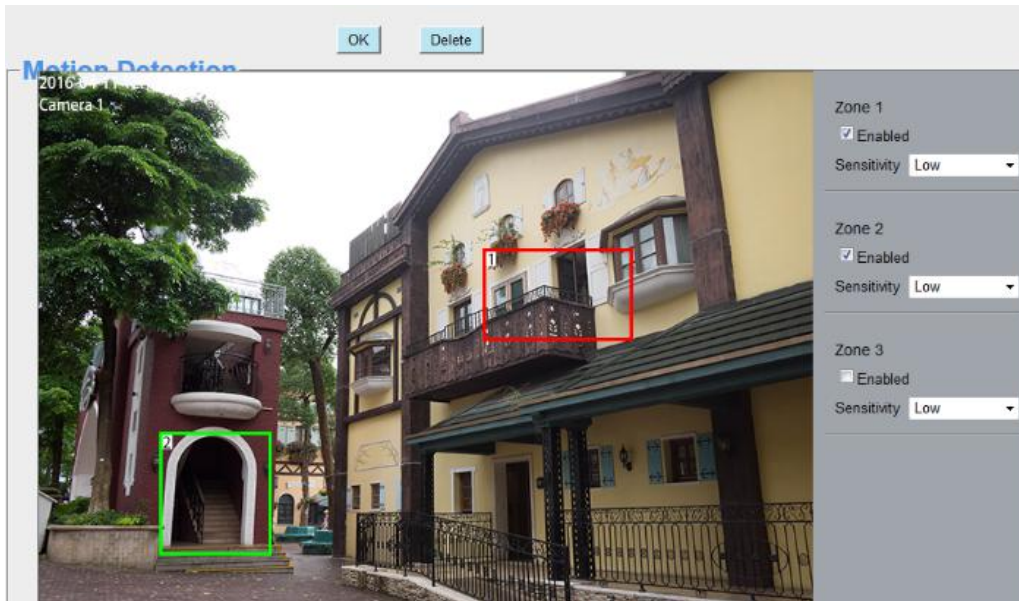 OK Delete
Motion Detection
2016
Camera 1
Zone 1
Enabled
Sensitivity Low
Zone 2
Enabled
Sensitivity Low
Zone 3
Enabled
Sensitivity Low
1
2